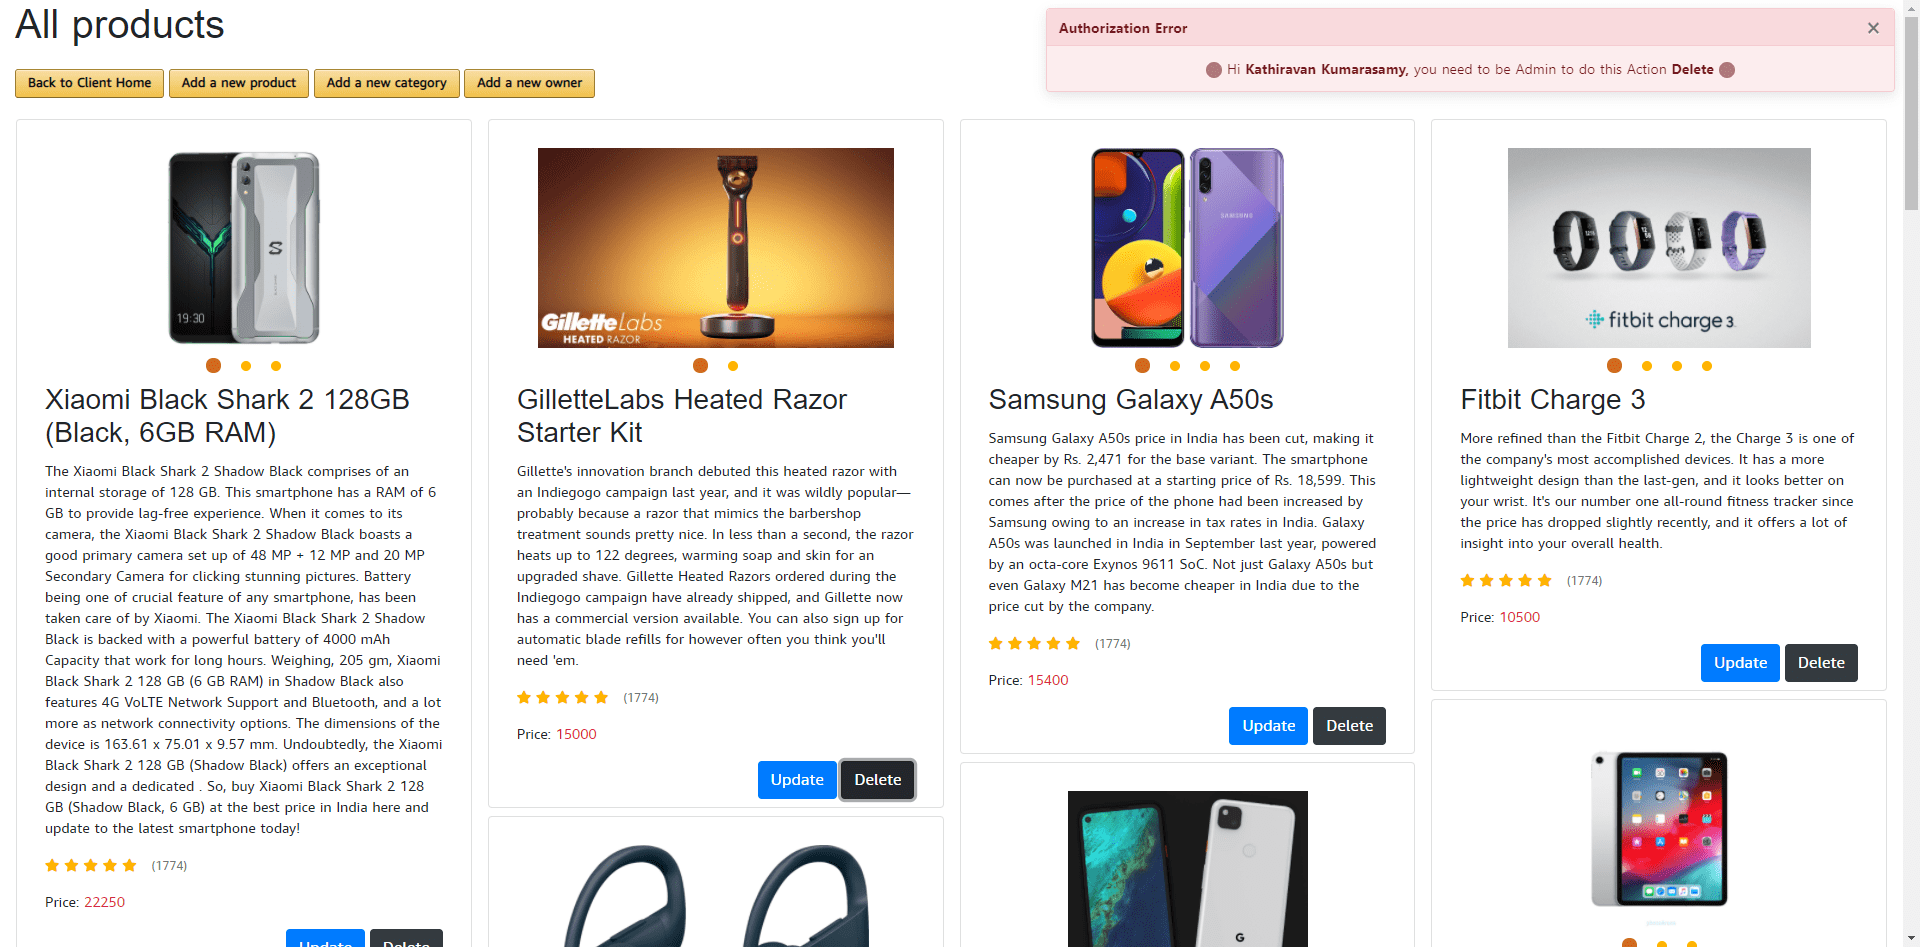 All products
Authorization Error
×
Hi Kathiravan Kumarasamy, you need to be Admin to do this Action Delete
Back to Client Home
Add a new product
Add a new category
Add a new owner
19:30
Xiaomi Black Shark 2 128GB
(Black, 6GB RAM)
The Xiaomi Black Shark 2 Shadow Black comprises of an
internal storage of 128 GB. This smartphone has a RAM of 6
GB to provide lag-free experience. When it comes to its
camera, the Xiaomi Black Shark 2 Shadow Black boasts a
good primary camera set up of 48 MP + 12 MP and 20 MP
Secondary Camera for clicking stunning pictures. Battery
being one of crucial feature of any smartphone, has been
taken care of by Xiaomi. The Xiaomi Black Shark 2 Shadow
Black is backed with a powerful battery of 4000 mAh
Capacity that work for long hours. Weighing, 205 gm, Xiaomi
Black Shark 2 128 GB (6 GB RAM) in Shadow Black also
features 4G VoLTE Network Support and Bluetooth, and a lot
more as network connectivity options. The dimensions of the
device is 163.61 x 75.01 x 9.57 mm. Undoubtedly, the Xiaomi
Black Shark 2 128 GB (Shadow Black) offers an exceptional
design and a dedicated . So, buy Xiaomi Black Shark 2 128
GB (Shadow Black, 6 GB) at the best price in India here and
update to the latest smartphone today!
(1774)
Price: 22250
Update
Delete
GilletteLabs
HEATED RAZOR
GilletteLabs Heated Razor
Starter Kit
Gillette's innovation branch debuted this heated razor with
an Indiegogo campaign last year, and it was wildly popular—
probably because a razor that mimics the barbershop
treatment sounds pretty nice. In less than a second, the razor
heats up to 122 degrees, warming soap and skin for an
upgraded shave. Gillette Heated Razors ordered during the
Indiegogo campaign have already shipped, and Gillette now
has a commercial version available. You can also sign up for
automatic blade refills for however often you think you'll
need 'em.
(1774)
Price: 15000
Update
Delete
SAMSUNG
Samsung Galaxy A50s
Samsung Galaxy A50s price in India has been cut, making it
cheaper by Rs. 2,471 for the base variant. The smartphone
can now be purchased at a starting price of Rs. 18,599. This
comes after the price of the phone had been increased by
Samsung owing to an increase in tax rates in India. Galaxy
A50s was launched in India in September last year, powered
by an octa-core Exynos 9611 SoC. Not just Galaxy A50s but
even Galaxy M21 has become cheaper in India due to the
price cut by the company.
(1774)
Price: 15400
Update
Delete
G
fitbit charge 3
Fitbit Charge 3
More refined than the Fitbit Charge 2, the Charge 3 is one of
the company's most accomplished devices. It has a more
lightweight design than the last-gen, and it looks better on
your wrist. It's our number one all-round fitness tracker since
the price has dropped slightly recently, and it offers a lot of
insight into your overall health.
(1774)
Price: 10500
Update
Delete